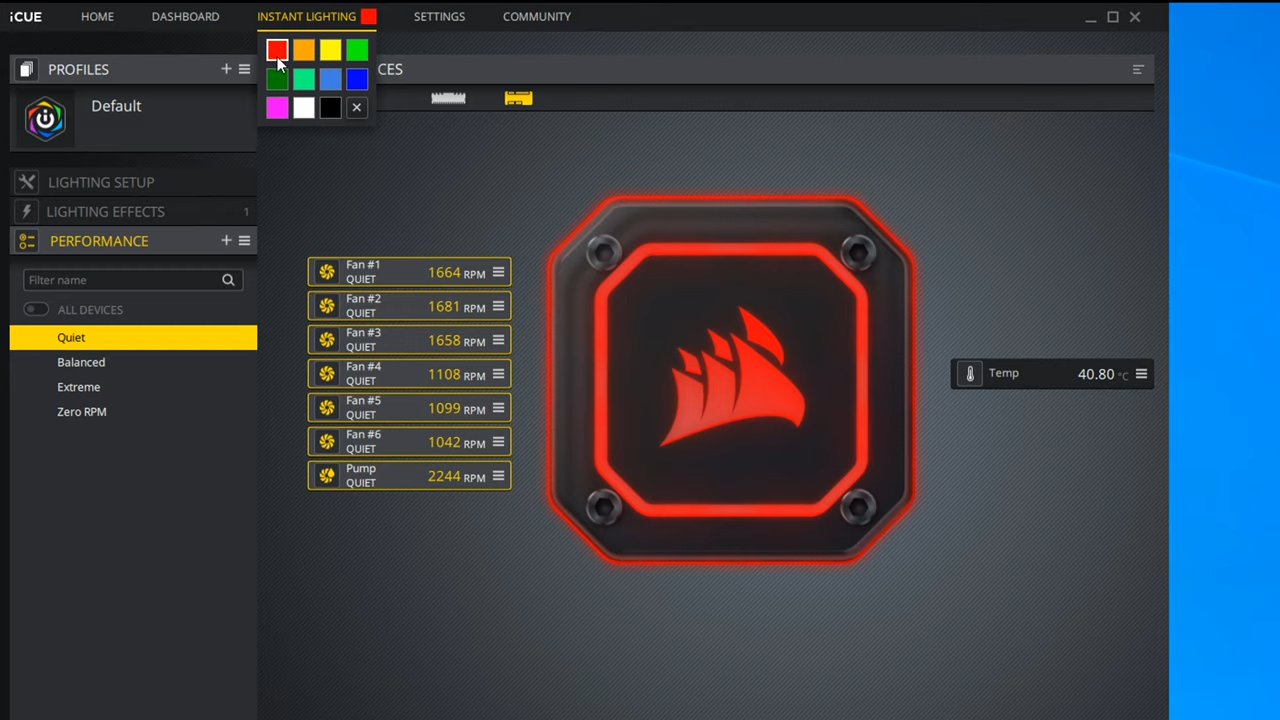 iCUE HOME DASHBOARD INSTANT LIGHTING SETTINGS COMMUNITY
PROFILES
CES
Default
LIGHTING SETUP
LIGHTING EFFECTS 1
PERFORMANCE
Filter name
ALL DEVICES
Quiet
Balanced
Extreme
Zero RPM
Fan #1
QUIET
1664 RPM
Fan #2
QUIET
1681 RPM
Fan #3
QUIET
1658 RPM
Fan #4
QUIET
1108 RPM
Fan #5
QUIET
1099 RPM
Fan #6
QUIET
1042 RPM
Pump
QUIET
2244 RPM
Temp 40.80 °C